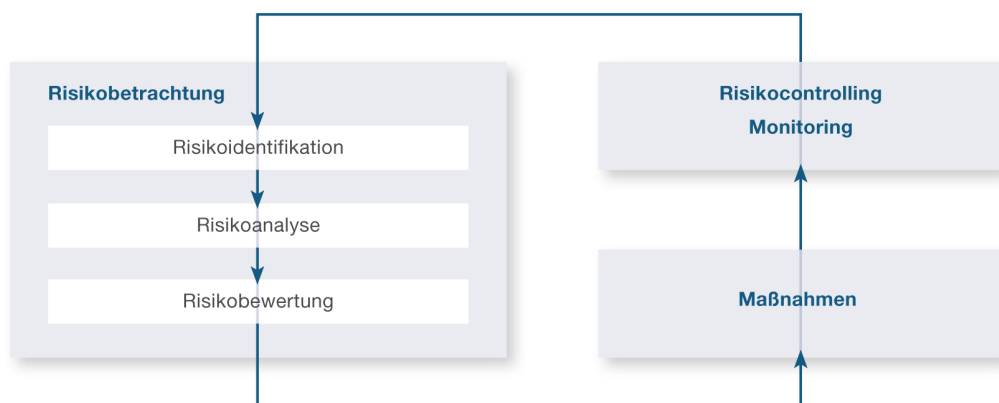 Risikobetrachtung
Risikoidentifikation
Risikoanalyse
Risikobewertung
Risikocontrolling
Monitoring
Maßnahmen